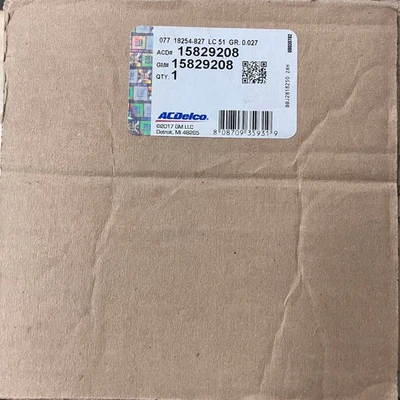 077 18254-827 LC 51 GR. 0.027
ACD# 15829208
GM# 15829208
QTY. 1
ACDelco
©2017 GM LLC
Detroit, MI 48265
8 08709 35931 9